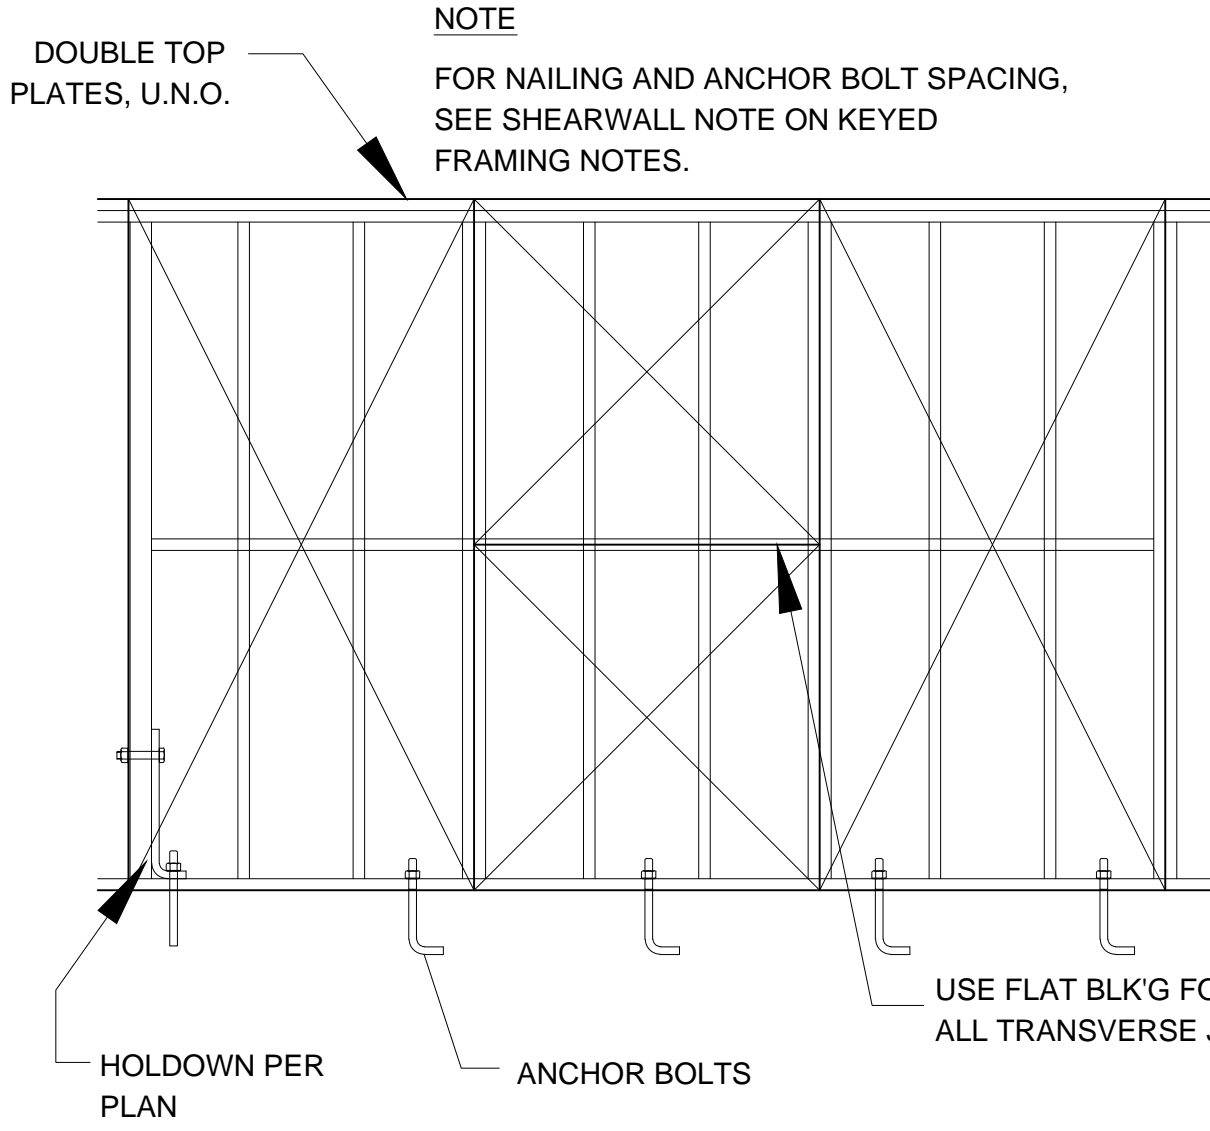 NOTE
DOUBLE TOP
PLATES, U.N.O.
FOR NAILING AND ANCHOR BOLT SPACING,
SEE SHEARWALL NOTE ON KEYED
FRAMING NOTES.
USE FLAT BLK'G
ALL TRANSVERSE
HOLDOWN PER
PLAN
ANCHOR BOLTS